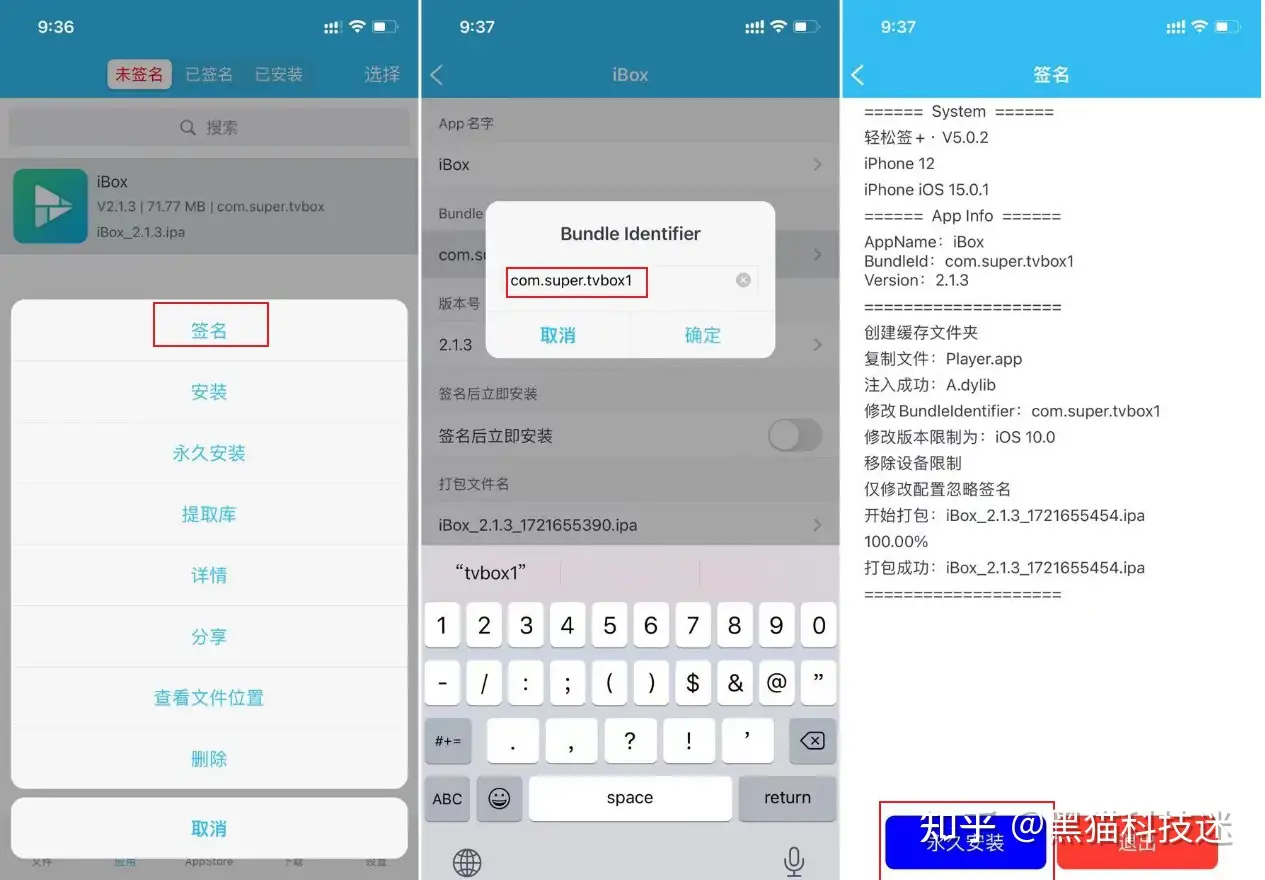 9:36
未签名 已签名 已安装 选择
搜索
iBox
V2.1.3 | 71.77 MB | com.super.tvbox
iBox_2.1.3.ipa
签名
安装
永久安装
提取库
详情
分享
查看文件位置
删除
取消
文件 应用 AppStore 下载 设置
9:37
iBox
App 名字
iBox
Bundle
com.su
Bundle Identifier
com.super.tvbox1
取消 确定
版本号
2.1.3
签名后立即安装
签名后立即安装
打包文件名
iBox_2.1.3_1721655390.ipa
“tvbox1”
1 2 3 4 5 6 7 8 9 0
- / : ; ( ) $ & @ ”
#+= . , ? ! ’
ABC space return
9:37
签名
====== System ======
轻松签+ · V5.0.2
iPhone 12
iPhone iOS 15.0.1
====== App Info ======
AppName：iBox
BundleId：com.super.tvbox1
Version：2.1.3
====================
创建缓存文件夹
复制文件：Player.app
注入成功：A.dylib
修改BundleIdentifier：com.super.tvbox1
修改版本限制为：iOS 10.0
移除设备限制
仅修改配置忽略签名
开始打包：iBox_2.1.3_1721655454.ipa
100.00%
打包成功：iBox_2.1.3_1721655454.ipa
====================
永久安装 退出
知乎 @黑猫科技迷